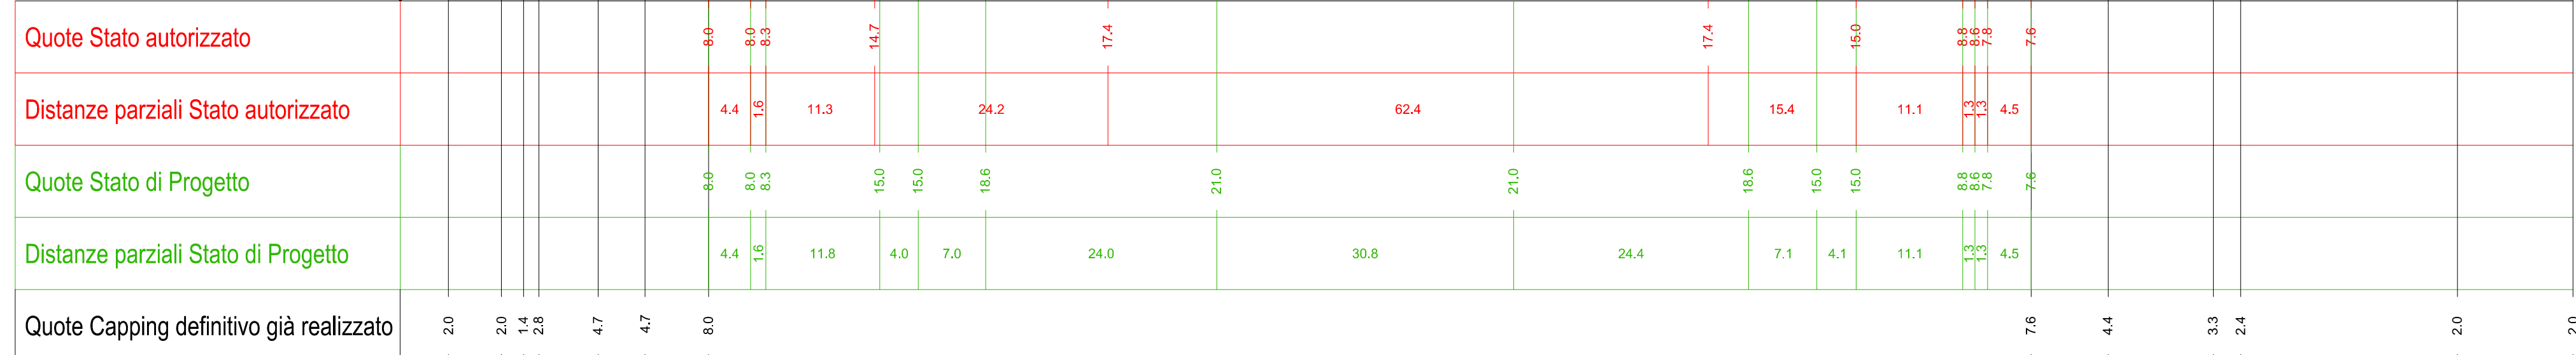 Quote Stato autorizzato 8.0 8.0 8.3 14.7 17.4 17.4 15.0 8.8 8.6 7.8 7.6
Distanze parziali Stato autorizzato 4.4 1.6 11.3 24.2 62.4 15.4 11.1 1.3 1.3 4.5
Quote Stato di Progetto 8.0 8.0 8.3 15.0 15.0 18.6 21.0 21.0 18.6 15.0 15.0 8.8 8.6 7.8 7.6
Distanze parziali Stato di Progetto 4.4 1.6 11.8 4.0 7.0 24.0 30.8 24.4 7.1 4.1 11.1 1.3 1.3 4.5
Quote Capping definitivo già realizzato 2.0 2.0 1.4 2.8 4.7 4.7 8.0 7.6 4.4 3.3 2.4 2.0 2.0